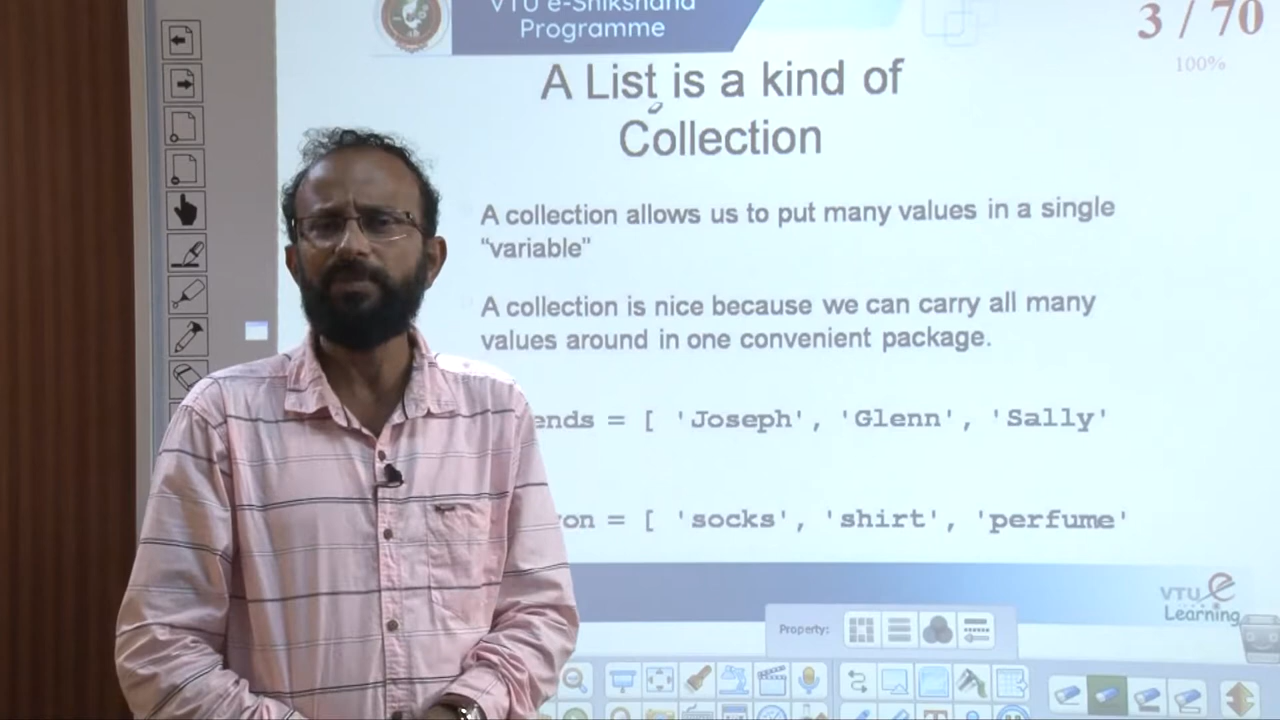 VTU e-Shikshana
Programme
3 / 70
100%
A List is a kind of
Collection
A collection allows us to put many values in a single
“variable”
A collection is nice because we can carry all many
values around in one convenient package.
ends = [ 'Joseph', 'Glenn', 'Sally'
on = [ 'socks', 'shirt', 'perfume'
VTU e
Learning
Property: